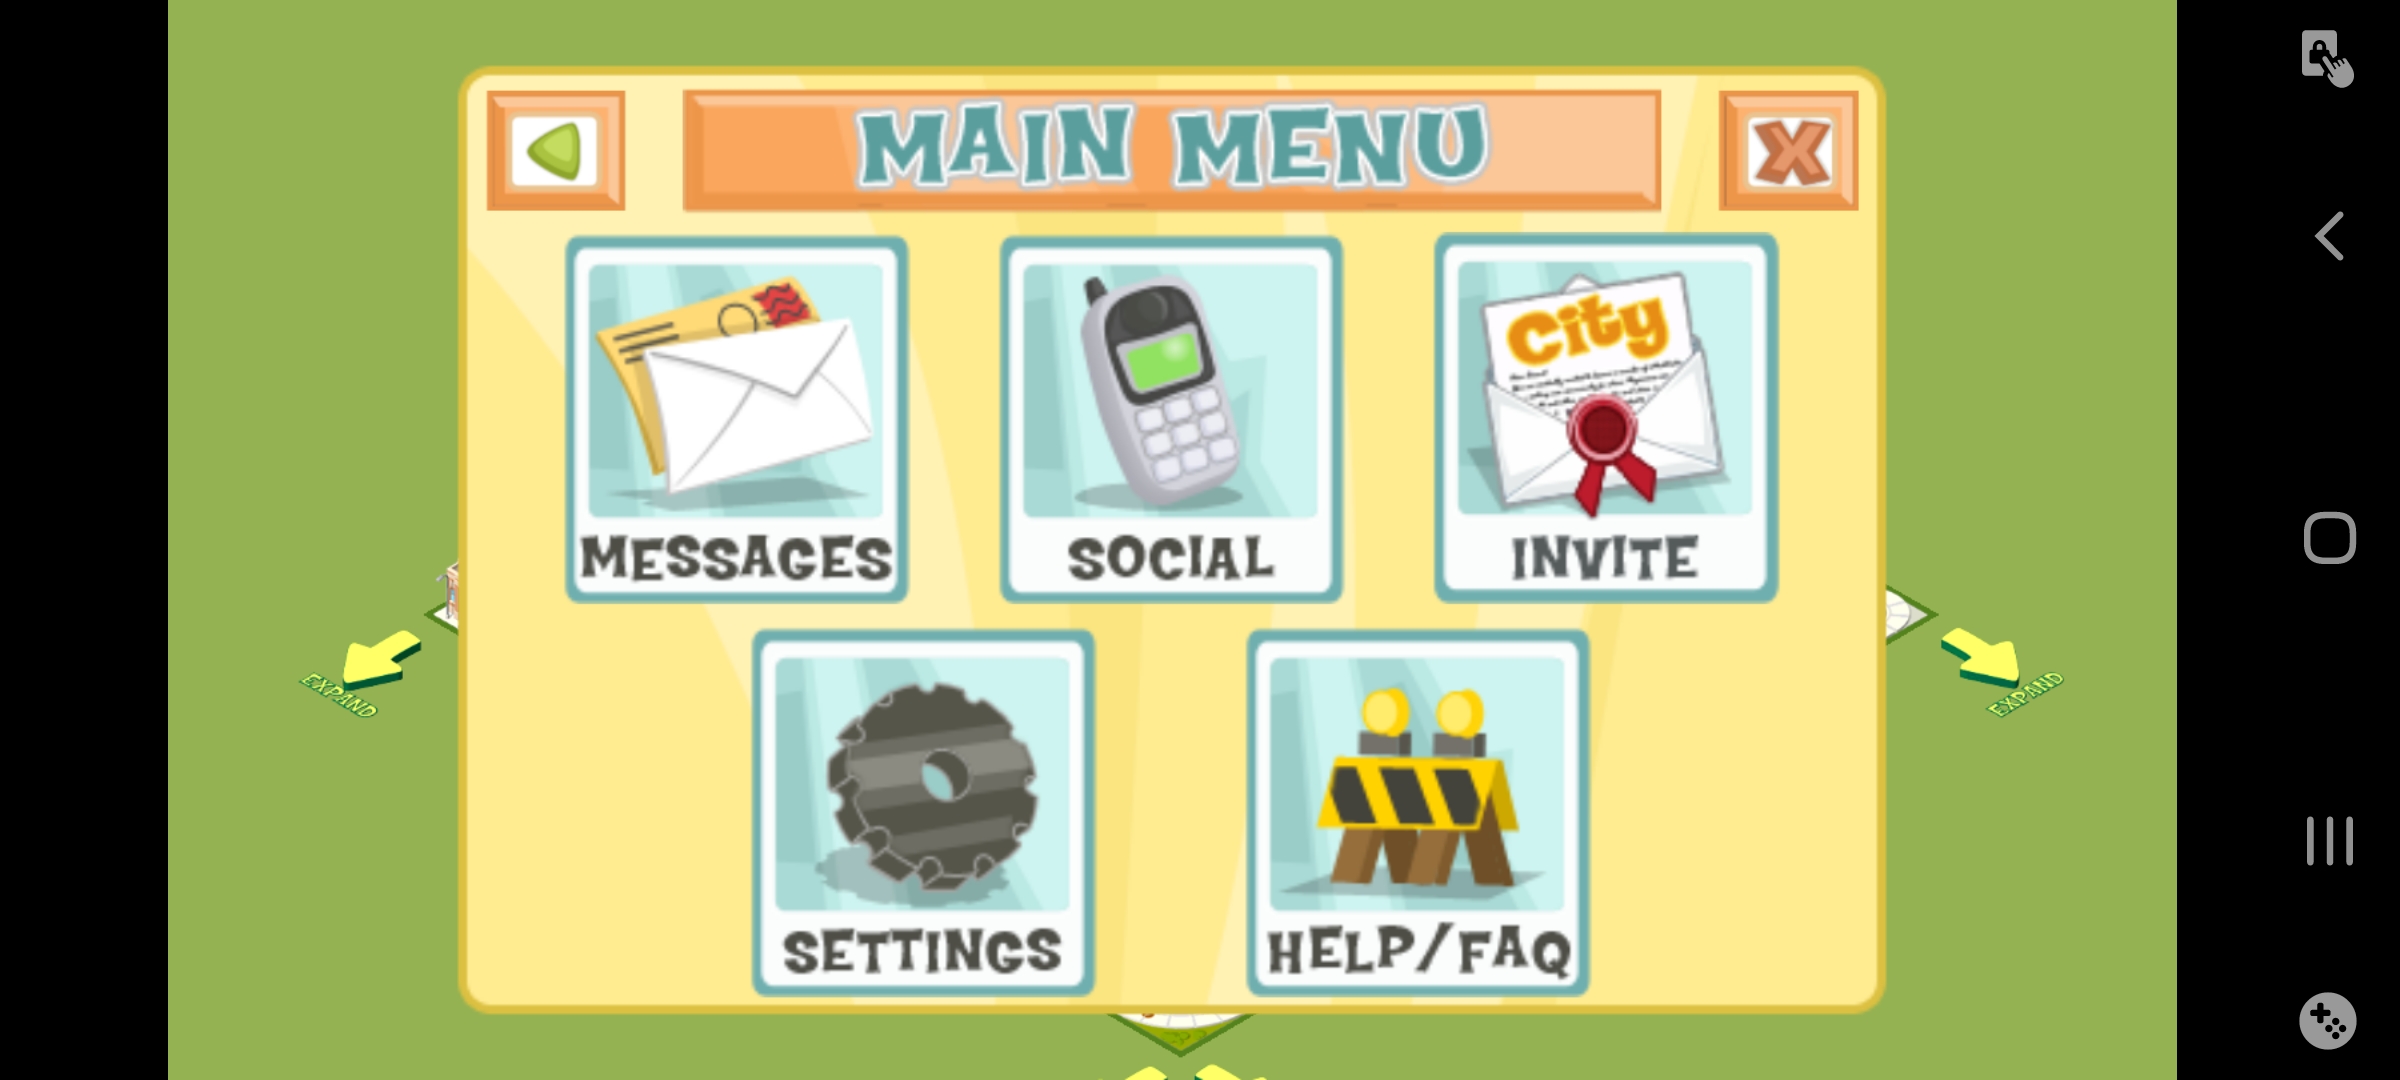 MAIN MENU
City
MESSAGES
SOCIAL
INVITE
EXPAND
EXPAND
SETTINGS
HELP/FAQ